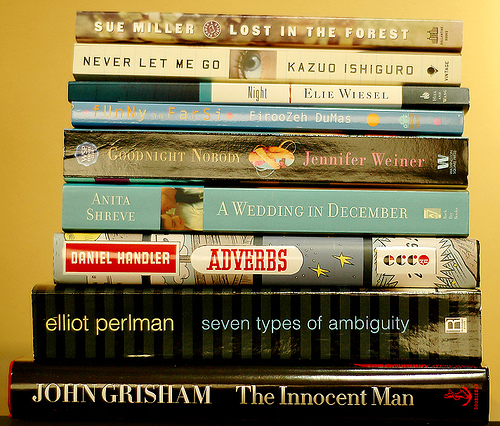 SUE MILLER LOST IN THE FOREST
NEVER LET ME GO KAZUO ISHIGURO VINTAGE
Night ELIE WIESEL
FUNNY in FaRSi FiRooZeh DuMas
GOODNIGHT NOBODY Jennifer Weiner W
ANITA SHREVE A WEDDING IN DECEMBER
DANIEL HANDLER ADVERBS ecco
elliot perlman seven types of ambiguity B
JOHN GRISHAM The Innocent Man